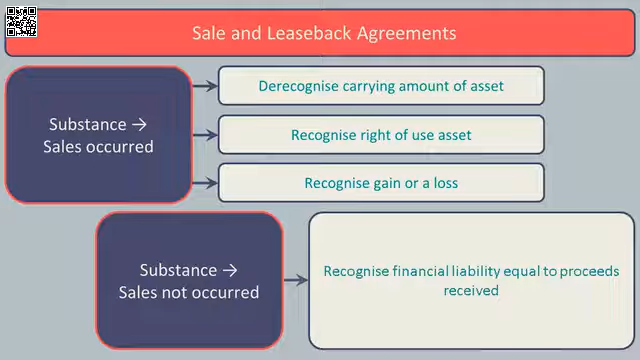 Sale and Leaseback Agreements
Substance →
Sales occurred
Derecognise carrying amount of asset
Recognise right of use asset
Recognise gain or a loss
Substance →
Sales not occurred
Recognise financial liability equal to proceeds
received